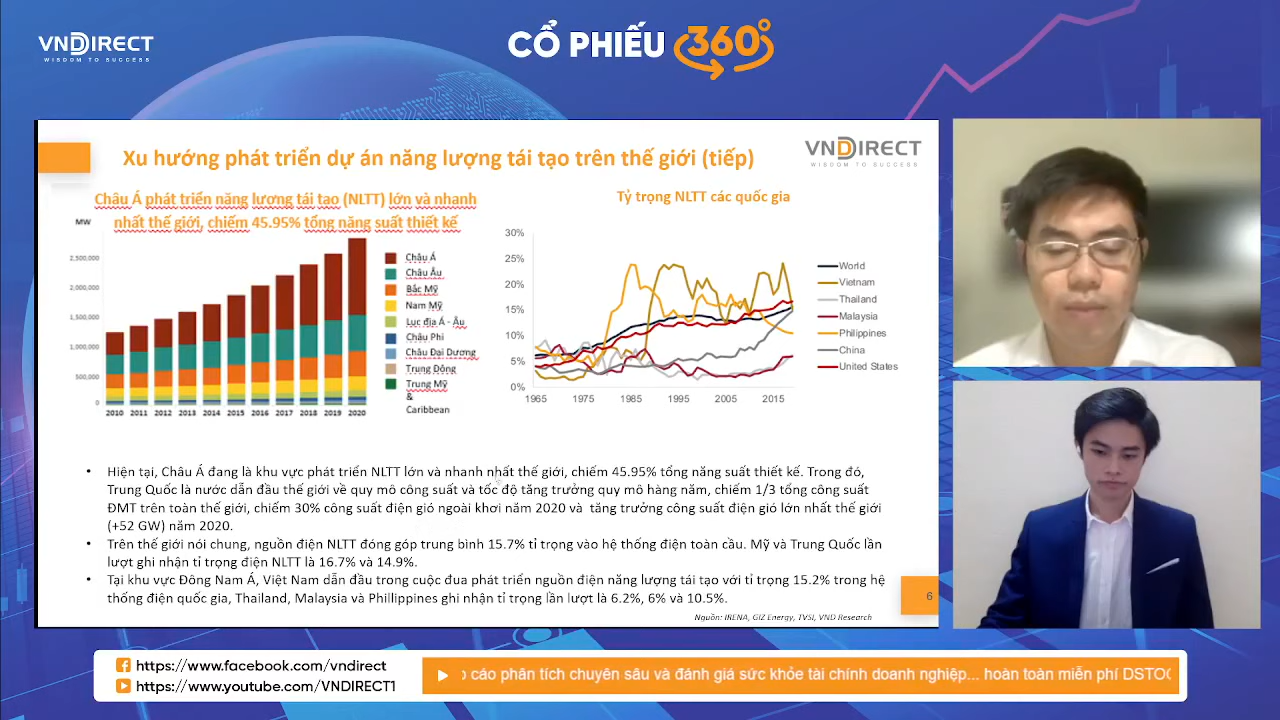 VNDIRECT
WISDOM TO SUCCESS
CỔ PHIẾU 360°
Xu hướng phát triển dự án năng lượng tái tạo trên thế giới (tiếp)
VNDIRECT
WISDOM TO SUCCESS
Châu Á phát triển năng lượng tái tạo (NLTT) lớn và nhanh
nhất thế giới, chiếm 45.95% tổng năng suất thiết kế
MW
2,500,000
2,000,000
1,500,000
1,000,000
500,000
0
2010 2011 2012 2013 2014 2015 2016 2017 2018 2019 2020
Châu Á
Châu Âu
Bắc Mỹ
Nam Mỹ
Lục địa Á - Âu
Châu Phi
Châu Đại Dương
Trung Đông
Trung Mỹ
&
Caribbean
Tỷ trọng NLTT các quốc gia
30%
25%
20%
15%
10%
5%
0%
1965 1975 1985 1995 2005 2015
World
Vietnam
Thailand
Malaysia
Philippines
China
United States
• Hiện tại, Châu Á đang là khu vực phát triển NLTT lớn và nhanh nhất thế giới, chiếm 45.95% tổng năng suất thiết kế. Trong đó,
Trung Quốc là nước dẫn đầu thế giới về quy mô công suất và tốc độ tăng trưởng quy mô hàng năm, chiếm 1/3 tổng công suất
ĐMT trên toàn thế giới, chiếm 30% công suất điện gió ngoài khơi năm 2020 và tăng trưởng công suất điện gió lớn nhất thế giới
(+52 GW) năm 2020.
• Trên thế giới nói chung, nguồn điện NLTT đóng góp trung bình 15.7% tỉ trọng vào hệ thống điện toàn cầu. Mỹ và Trung Quốc lần
lượt ghi nhận tỉ trọng điện NLTT là 16.7% và 14.9%.
• Tại khu vực Đông Nam Á, Việt Nam dẫn đầu trong cuộc đua phát triển nguồn điện năng lượng tái tạo với tỉ trọng 15.2% trong hệ
thống điện quốc gia, Thailand, Malaysia và Phillippines ghi nhận tỉ trọng lần lượt là 6.2%, 6% và 10.5%.
6
Nguồn: IRENA, GIZ Energy, TVSI, VND Research
https://www.facebook.com/vndirect
https://www.youtube.com/VNDIRECT1
cáo phân tích chuyên sâu và đánh giá sức khỏe tài chính doanh nghiệp... hoàn toàn miễn phí